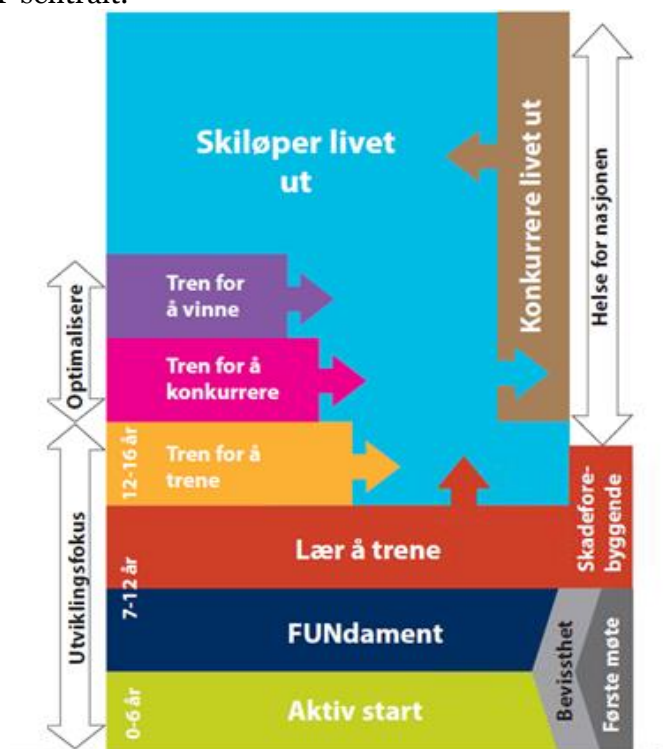 sentralt.
Skiløper livet
ut
Konkurrere livet ut
Helse for nasjonen
Optimalisere
Tren for
å vinne
Tren for å
konkurrere
12-16 år
Tren for å
trene
Utviklingsfokus
Skadefore-
byggende
7-12 år
Lær å trene
FUNdament
Bevissthet
Første møte
0-6 år
Aktiv start